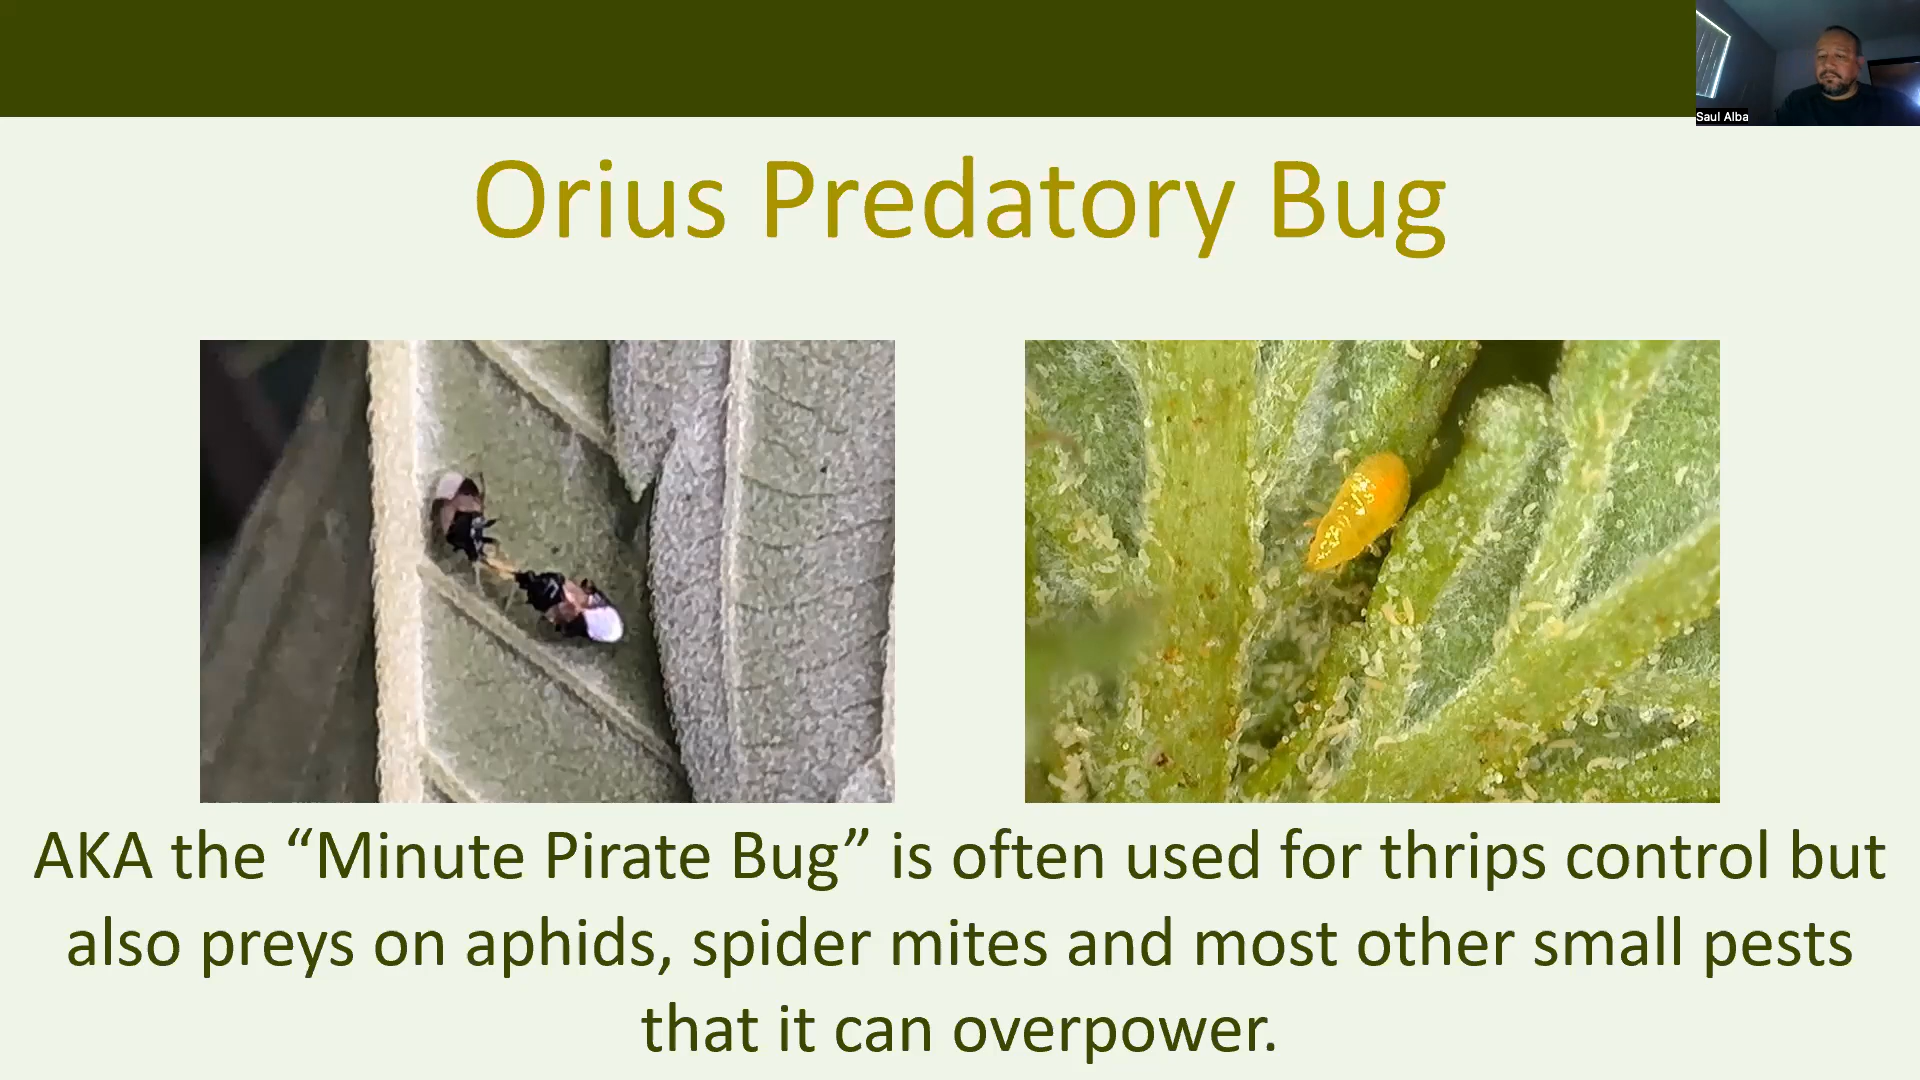 Saul Alba
Orius Predatory Bug
AKA the “Minute Pirate Bug” is often used for thrips control but
also preys on aphids, spider mites and most other small pests
that it can overpower.